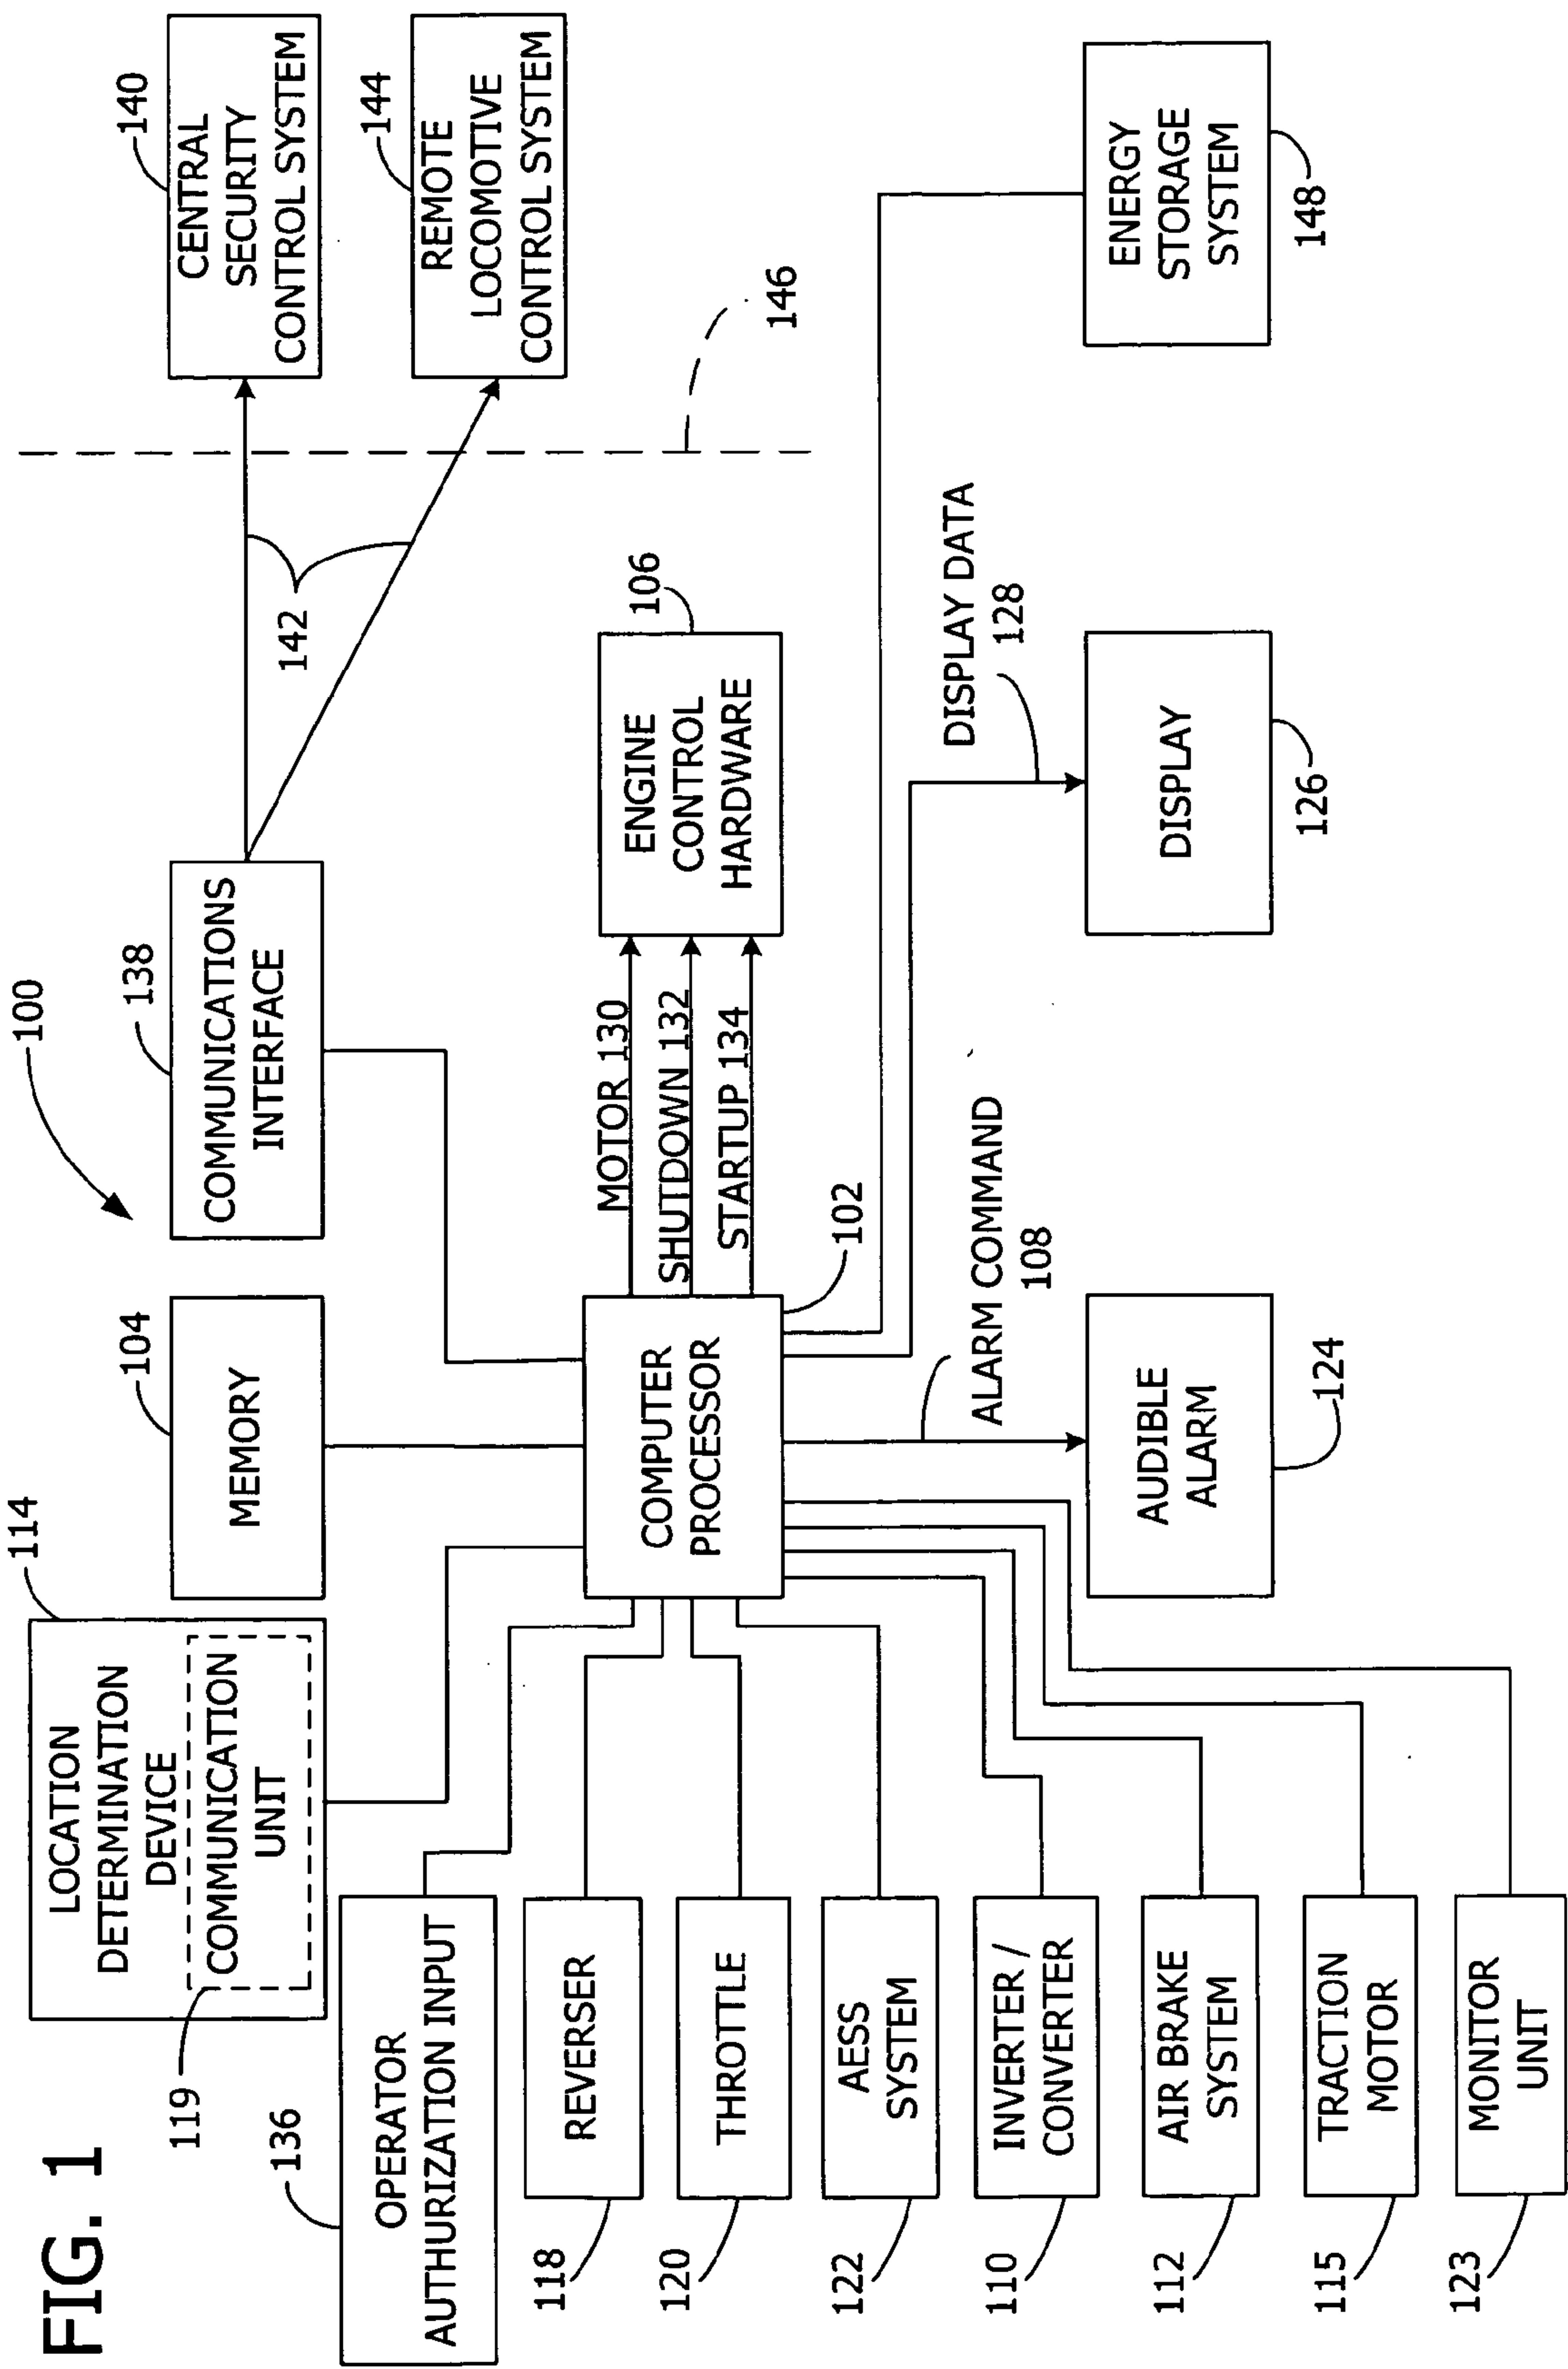 FIG. 1
100
114
LOCATION
DETERMINATION
DEVICE
COMMUNICATION
UNIT
119
104
MEMORY
138
COMMUNICATIONS
INTERFACE
142
140
CENTRAL
SECURITY
CONTROL SYSTEM
144
REMOTE
LOCOMOTIVE
CONTROL SYSTEM
146
136
OPERATOR
AUTHURIZATION INPUT
118
REVERSER
120
THROTTLE
122
AESS
SYSTEM
110
INVERTER /
CONVERTER
112
AIR BRAKE
SYSTEM
115
TRACTION
MOTOR
123
MONITOR
UNIT
COMPUTER
PROCESSOR
102
MOTOR 130
SHUTDOWN 132
STARTUP 134
106
ENGINE
CONTROL
HARDWARE
ALARM COMMAND
108
AUDIBLE
ALARM
124
DISPLAY DATA
128
DISPLAY
126
ENERGY
STORAGE
SYSTEM
148